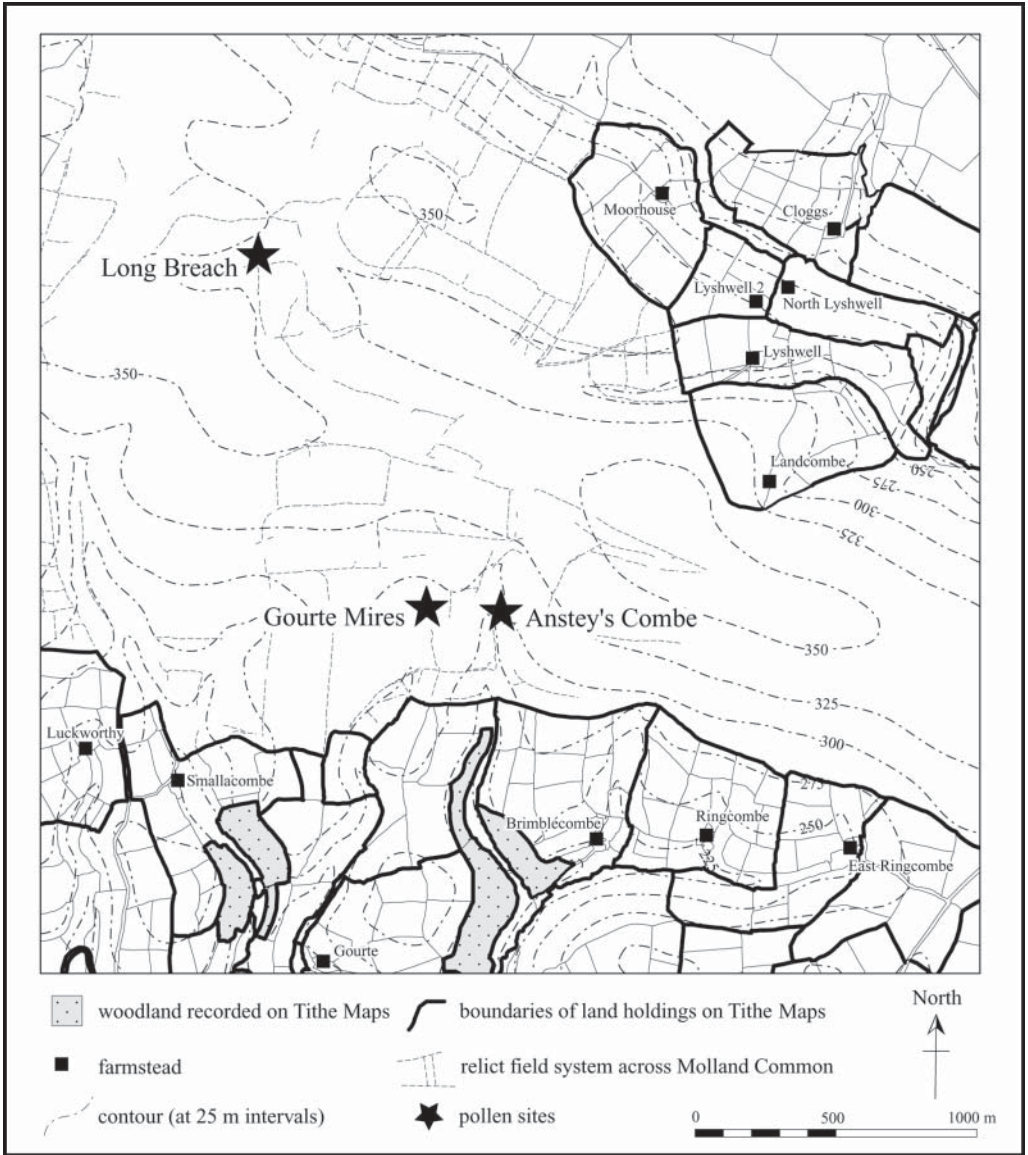 Moorhouse
Cloggs
350
Long Breach
Lyshwell 2
North Lyshwell
Lyshwell
350
Landcombe
250
275
300
325
Gourte Mires
Anstey's Combe
350
325
300
Luckworthy
Smallacombe
275
Brimblecombe
Ringcombe
250
225
East Ringcombe
Gourte
woodland recorded on Tithe Maps
boundaries of land holdings on Tithe Maps
North
farmstead
relict field system across Molland Common
contour (at 25 m intervals)
pollen sites
0 500 1000 m